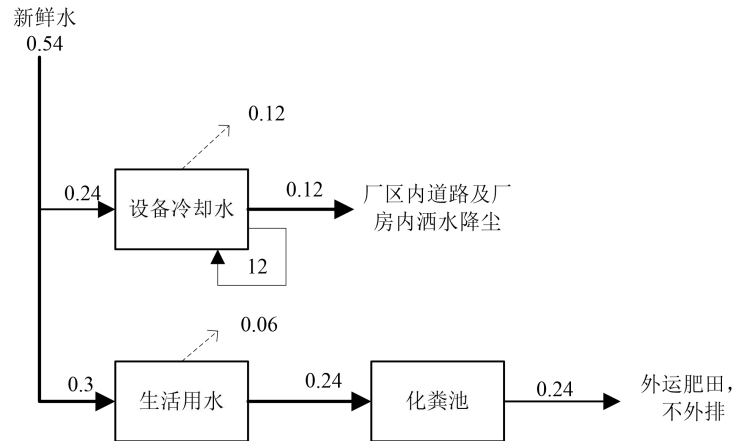 新鲜水
0.54
0.12
0.24
设备冷却水
0.12
厂区内道路及厂
房内洒水降尘
12
0.06
0.3
生活用水
0.24
化粪池
0.24
外运肥田，
不外排